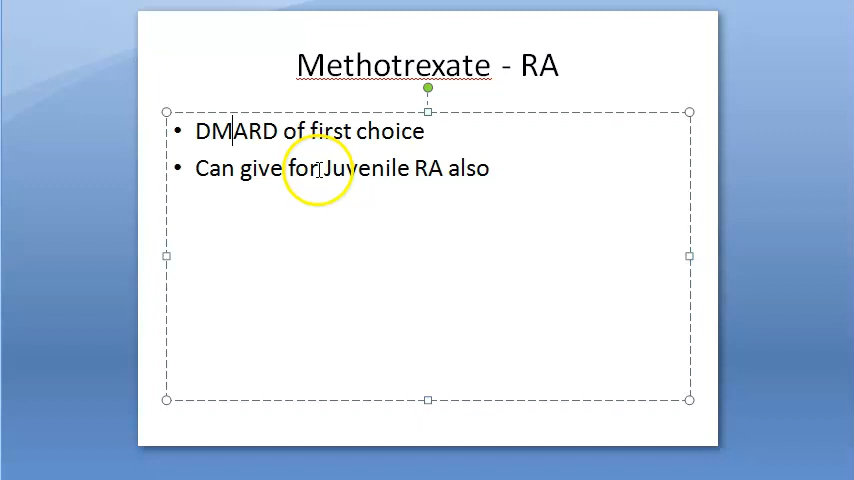 Methotrexate - RA
• DMARD of first choice
• Can give for Juvenile RA also